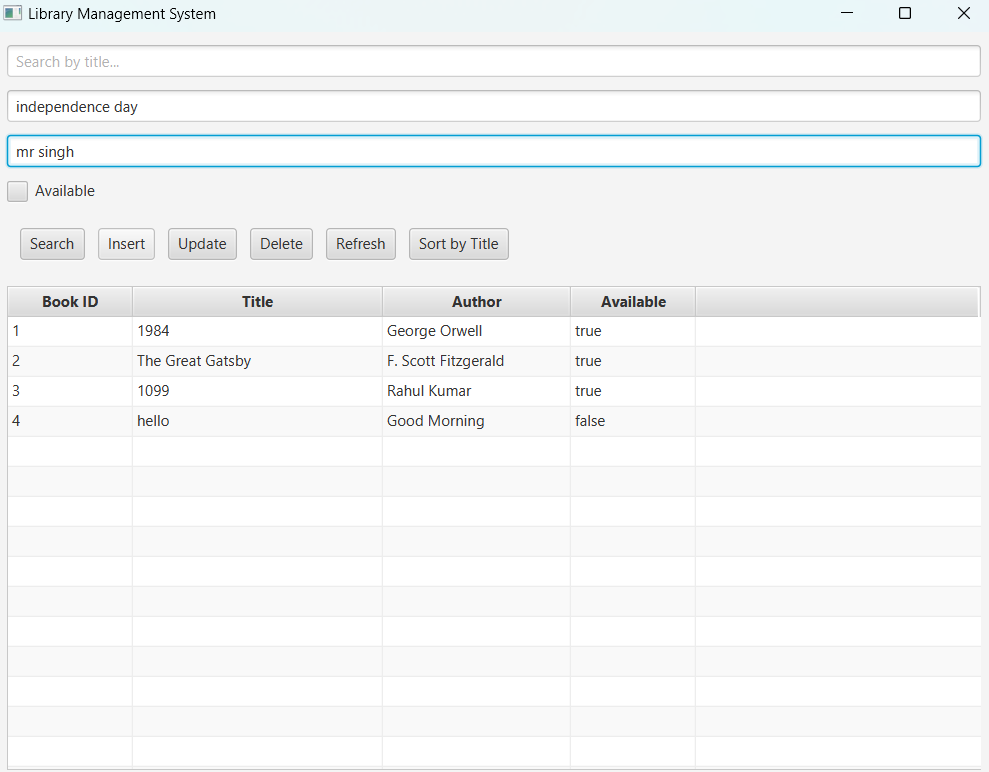 Library Management System
Search by title...
independence day
mr singh
Available
Search Insert Update Delete Refresh Sort by Title
Book ID Title Author Available
1 1984 George Orwell true
2 The Great Gatsby F. Scott Fitzgerald true
3 1099 Rahul Kumar true
4 hello Good Morning false